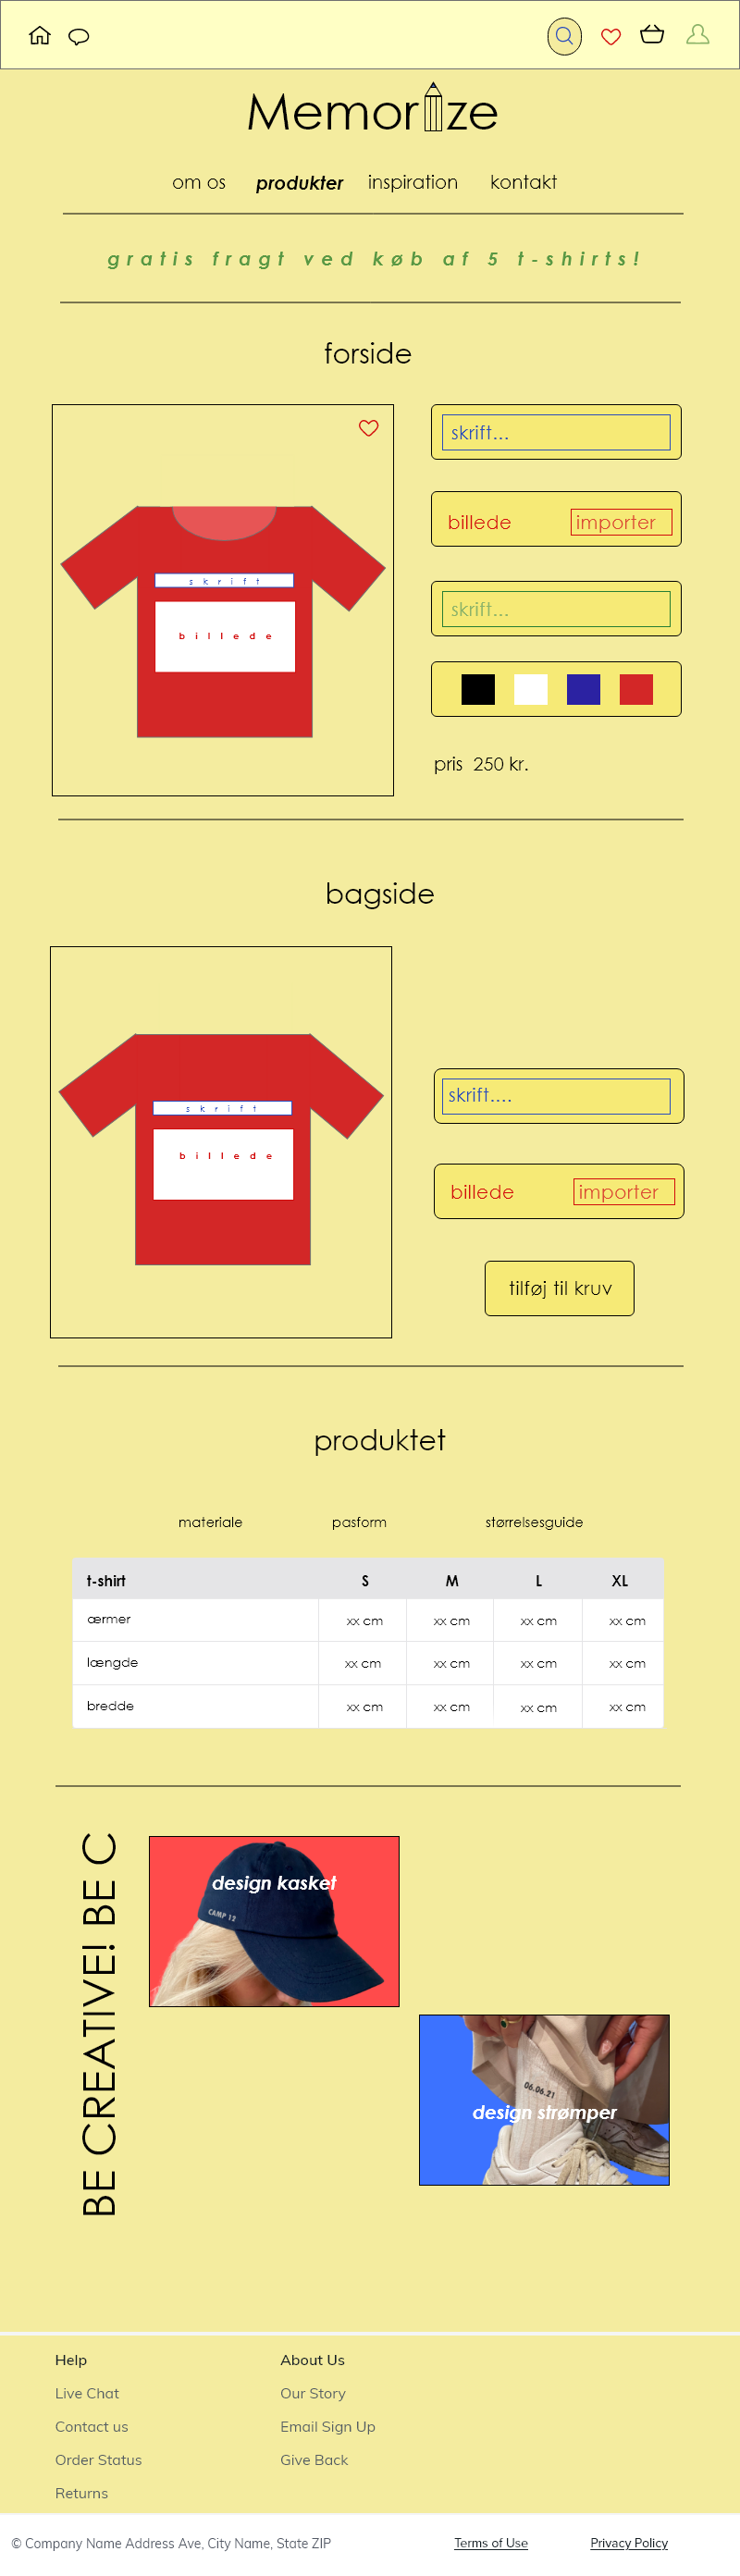 Memorize
om os produkter inspiration kontakt
gratis fragt ved køb af 5 t-shirts!
forside
skrift...
billede importer
skrift
billede
skrift...
pris 250 kr.
bagside
skrift....
skrift
billede
billede importer
tilføj til kruv
produktet
materiale pasform størrelsesguide
t-shirt S M L XL
ærmer xx cm xx cm xx cm xx cm
længde xx cm xx cm xx cm xx cm
bredde xx cm xx cm xx cm xx cm
BE CREATIVE! BE C
design kasket
CAMP 12
06.06.21
design strømper
Help About Us
Live Chat Our Story
Contact us Email Sign Up
Order Status Give Back
Returns
© Company Name Address Ave, City Name, State ZIP Terms of Use Privacy Policy